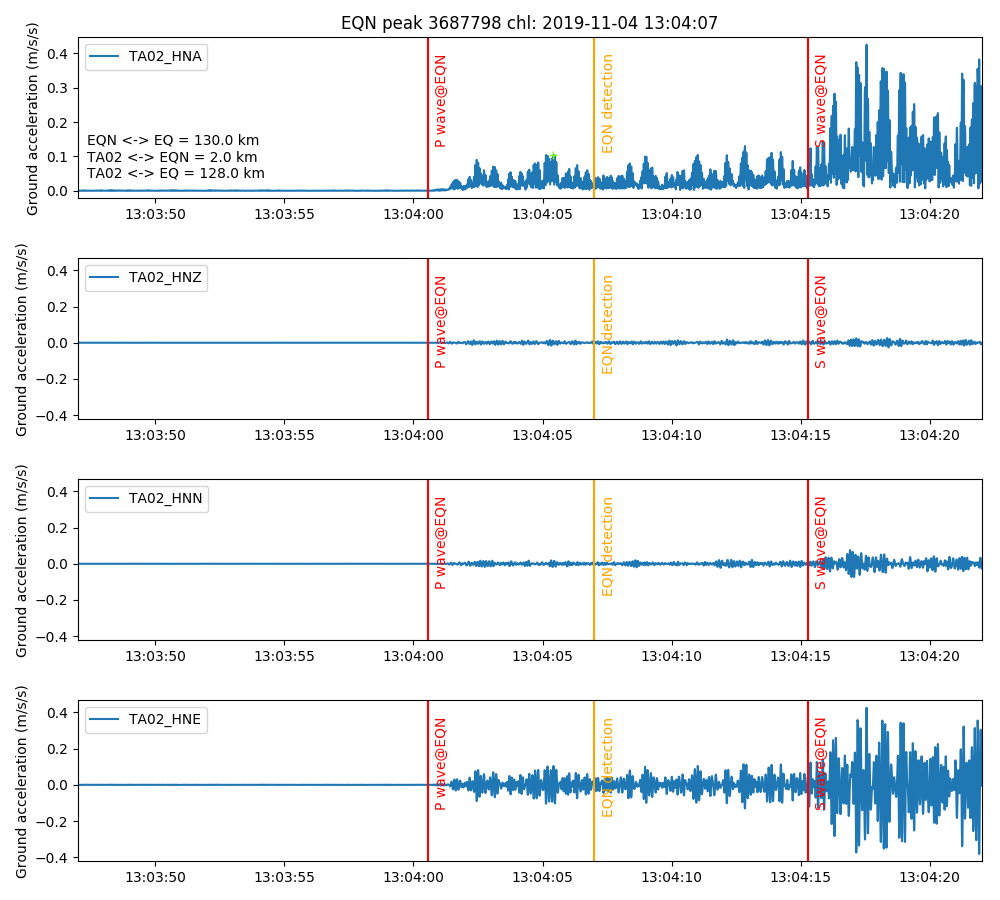 EQN peak 3687798 chl: 2019-11-04 13:04:07
Ground acceleration (m/s/s)
0.4
0.3
0.2
0.1
0.0
TA02_HNA
EQN <-> EQ = 130.0 km
TA02 <-> EQN = 2.0 km
TA02 <-> EQ = 128.0 km
P wave@EQN
EQN detection
S wave@EQN
13:03:50 13:03:55 13:04:00 13:04:05 13:04:10 13:04:15 13:04:20
Ground acceleration (m/s/s)
0.4
0.2
0.0
−0.2
−0.4
TA02_HNZ
P wave@EQN
EQN detection
S wave@EQN
13:03:50 13:03:55 13:04:00 13:04:05 13:04:10 13:04:15 13:04:20
Ground acceleration (m/s/s)
0.4
0.2
0.0
−0.2
−0.4
TA02_HNN
P wave@EQN
EQN detection
S wave@EQN
13:03:50 13:03:55 13:04:00 13:04:05 13:04:10 13:04:15 13:04:20
Ground acceleration (m/s/s)
0.4
0.2
0.0
−0.2
−0.4
TA02_HNE
P wave@EQN
EQN detection
S wave@EQN
13:03:50 13:03:55 13:04:00 13:04:05 13:04:10 13:04:15 13:04:20